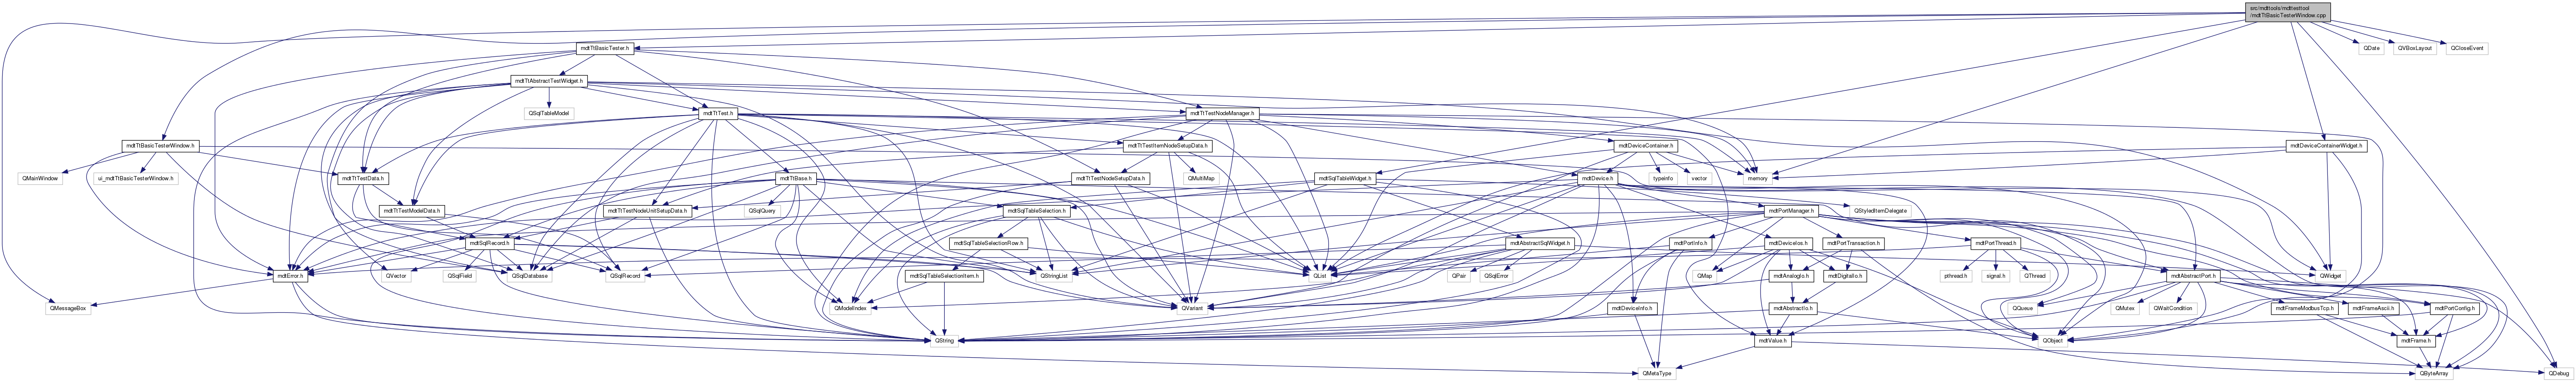 src/mdttools/mdttesttool
/mdtTtBasicTesterWindow.cpp
mdtTtBasicTester.h
QDate
QVBoxLayout
QCloseEvent
mdtTtAbstractTestWidget.h
QSqlTableModel
mdtTtTest.h
mdtTtTestNodeManager.h
mdtTtBasicTesterWindow.h
mdtTtTestItemNodeSetupData.h
mdtDeviceContainer.h
mdtDeviceContainerWidget.h
QMainWindow
ui_mdtTtBasicTesterWindow.h
mdtTtTestData.h
mdtTtBase.h
mdtTtTestNodeSetupData.h
QMultiMap
mdtSqlTableWidget.h
mdtDevice.h
typeinfo
vector
memory
mdtTtTestModelData.h
mdtTtTestNodeUnitSetupData.h
QSqlQuery
mdtSqlTableSelection.h
mdtPortManager.h
QStyledItemDelegate
mdtSqlRecord.h
mdtSqlTableSelectionRow.h
mdtAbstractSqlWidget.h
mdtPortInfo.h
mdtDeviceIos.h
mdtPortTransaction.h
mdtPortThread.h
mdtError.h
QVector
QSqlField
QSqlDatabase
QSqlRecord
mdtSqlTableSelectionItem.h
QStringList
QPair
QSqlError
QList
QMap
mdtAnalogIo.h
mdtDigitalIo.h
pthread.h
signal.h
QThread
mdtAbstractPort.h
QWidget
QMessageBox
QModelIndex
QVariant
mdtDeviceInfo.h
mdtAbstractIo.h
QQueue
QMutex
QWaitCondition
mdtFrameModbusTcp.h
mdtFrameAscii.h
mdtPortConfig.h
QString
mdtValue.h
QObject
mdtFrame.h
QMetaType
QByteArray
QDebug